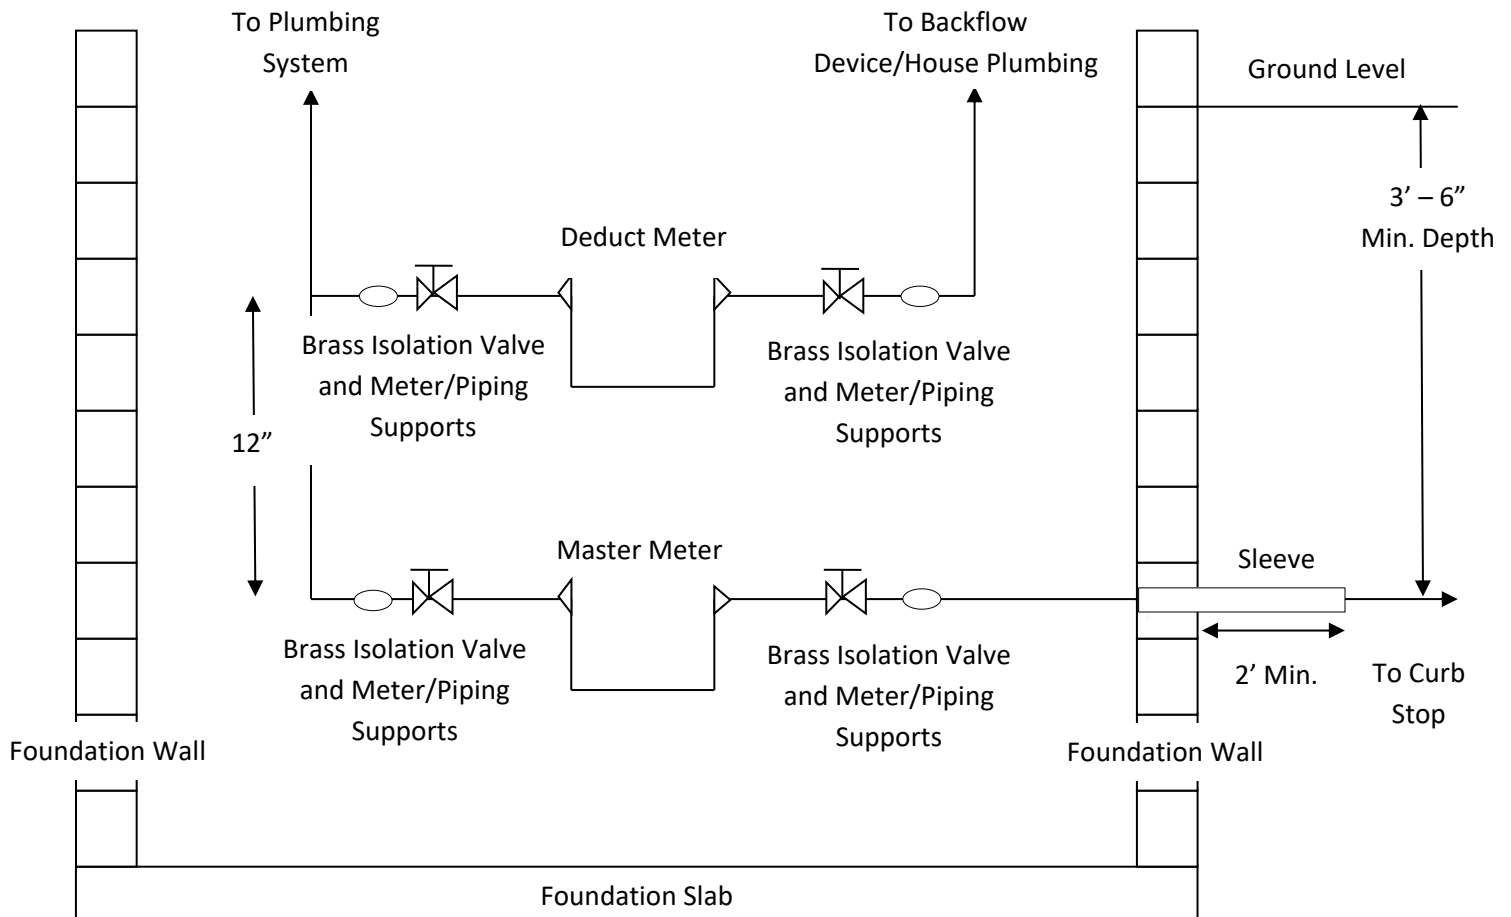 To Plumbing
System
To Backflow
Device/House Plumbing
Ground Level
3’ – 6”
Min. Depth
Deduct Meter
Brass Isolation Valve
and Meter/Piping
Supports
Brass Isolation Valve
and Meter/Piping
Supports
12”
Master Meter
Sleeve
Brass Isolation Valve
and Meter/Piping
Supports
Brass Isolation Valve
and Meter/Piping
Supports
2’ Min.
To Curb
Stop
Foundation Wall
Foundation Wall
Foundation Slab